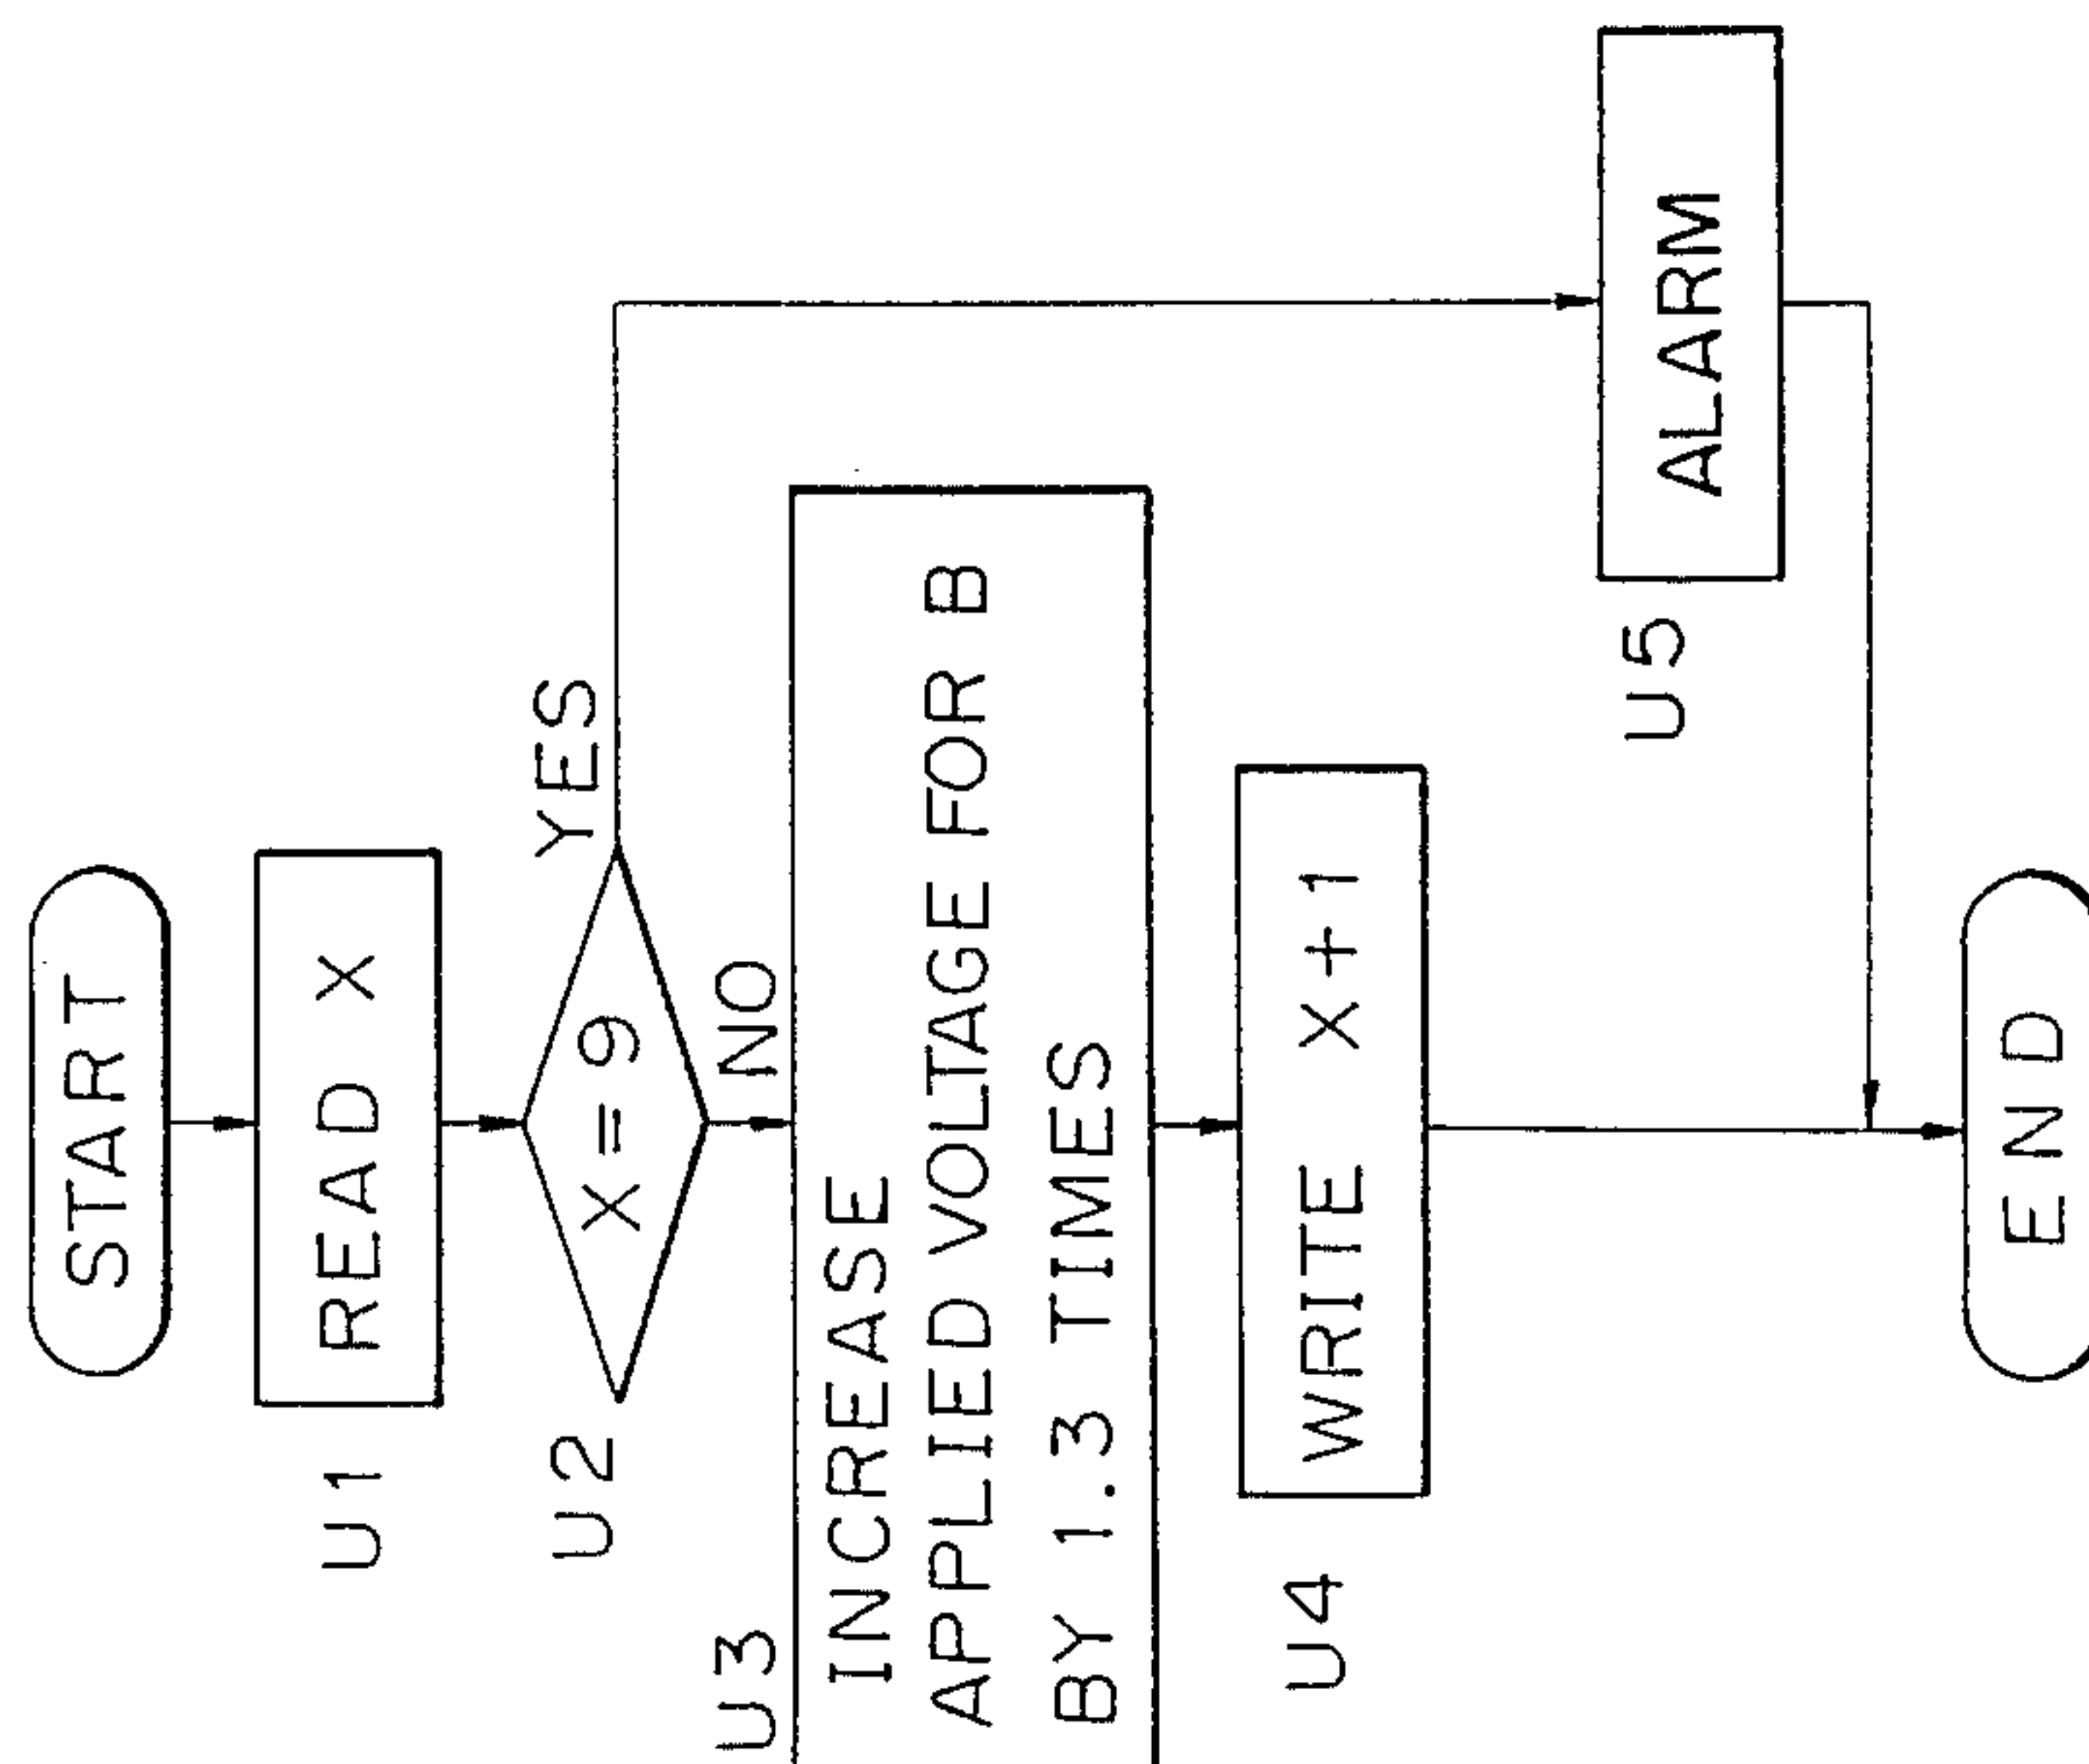 START
U1
READ X
U2
X=9
YES
NO
U3
INCREASE
APPLIED VOLTAGE FOR B
BY 1.3 TIMES
U4
WRITE X+1
U5
ALARM
END